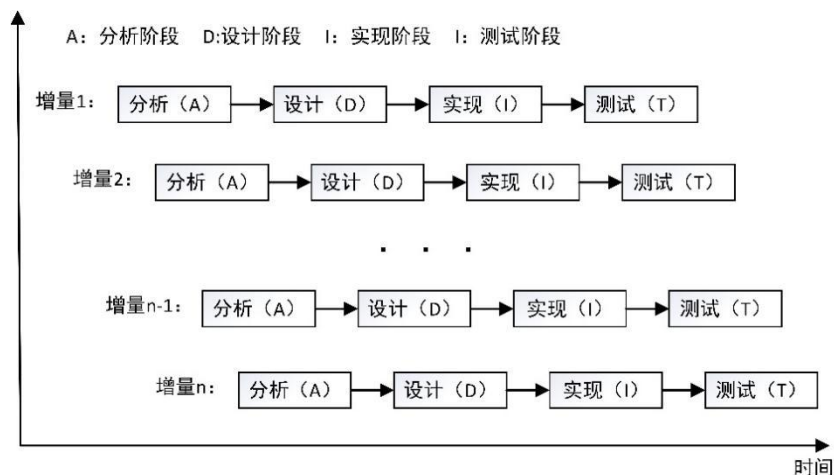 A：分析阶段 D:设计阶段 I：实现阶段 I：测试阶段
增量1： 分析（A） 设计（D） 实现（I） 测试（T）
增量2： 分析（A） 设计（D） 实现（I） 测试（T）
. . .
增量n-1： 分析（A） 设计（D） 实现（I） 测试（T）
增量n： 分析（A） 设计（D） 实现（I） 测试（T）
时间